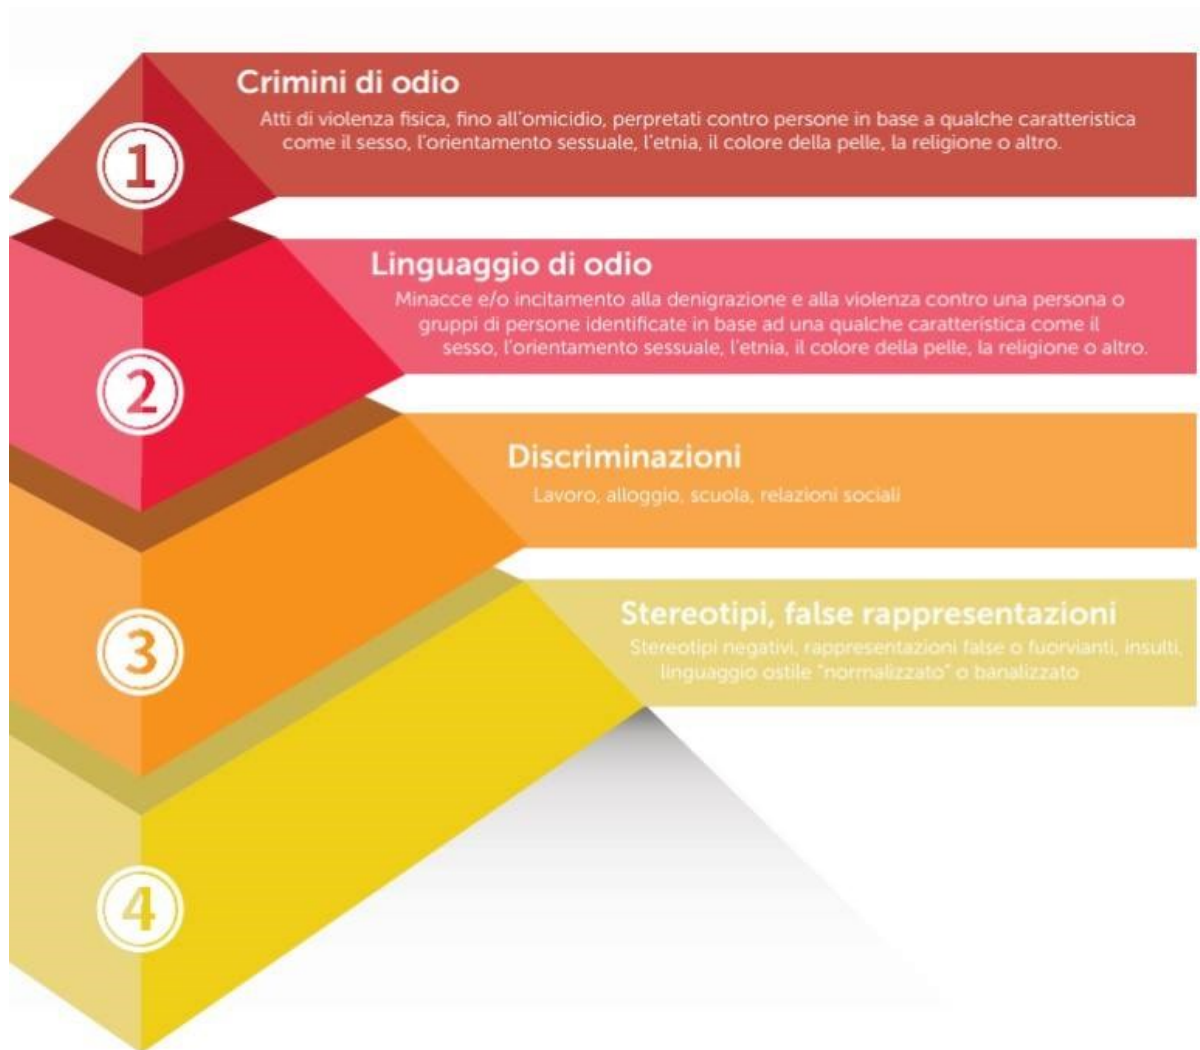 Crimini di odio
Atti di violenza fisica, fino all'omicidio, perpretati contro persone in base a qualche caratteristica
come il sesso, l'orientamento sessuale, l'etnia, il colore della pelle, la religione o altro.
1
Linguaggio di odio
Minacce e/o incitamento alla denigrazione e alla violenza contro una persona o
gruppi di persone identificate in base ad una qualche caratteristica come il
sesso, l'orientamento sessuale, l'etnia, il colore della pelle, la religione o altro.
2
Discriminazioni
Lavoro, alloggio, scuola, relazioni sociali
3
Stereotipi, false rappresentazioni
Stereotipi negativi, rappresentazioni false o fuorvianti, insulti,
linguaggio ostile "normalizzato" o banalizzato
4